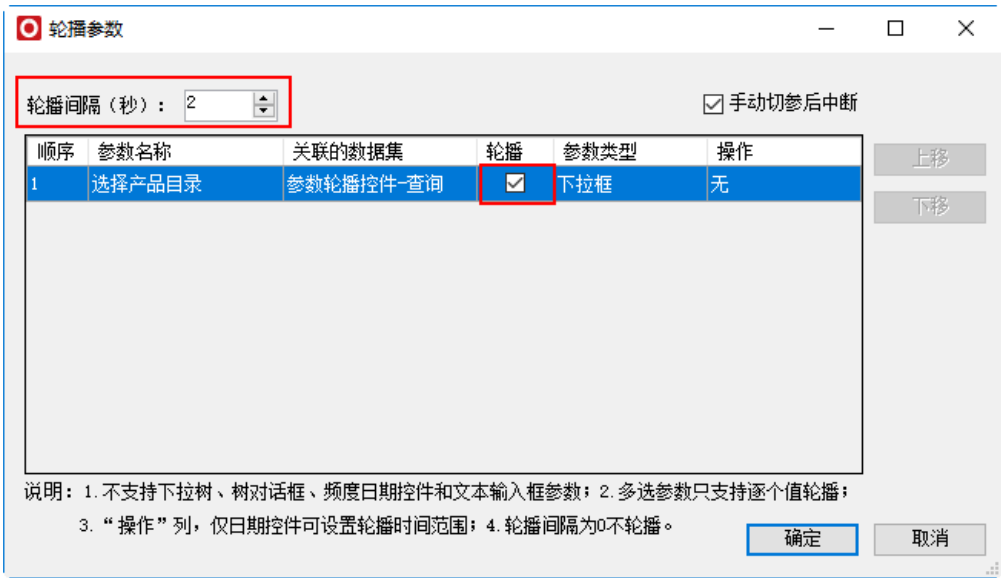 轮播参数
轮播间隔（秒）： 2
手动切参后中断
顺序 参数名称 关联的数据集 轮播 参数类型 操作
1 选择产品目录 参数轮播控件-查询 下拉框 无
上移
下移
说明：1.不支持下拉树、树对话框、频度日期控件和文本输入框参数；2.多选参数只支持逐个值轮播；
3.“操作”列，仅日期控件可设置轮播时间范围；4.轮播间隔为0不轮播。
确定 取消